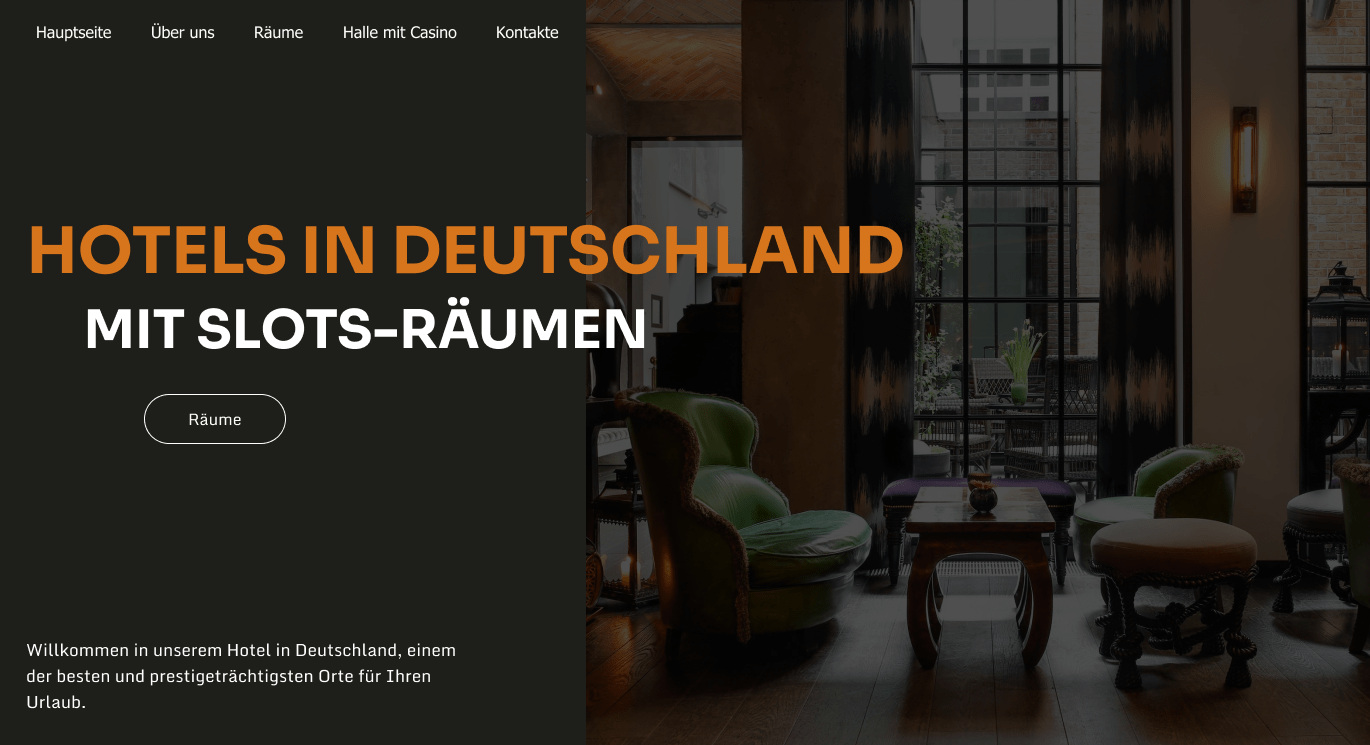 Hauptseite Über uns Räume Halle mit Casino Kontakte
HOTELS IN DEUTSCHLAND
MIT SLOTS-RÄUMEN
Räume
Willkommen in unserem Hotel in Deutschland, einem
der besten und prestigeträchtigsten Orte für Ihren
Urlaub.